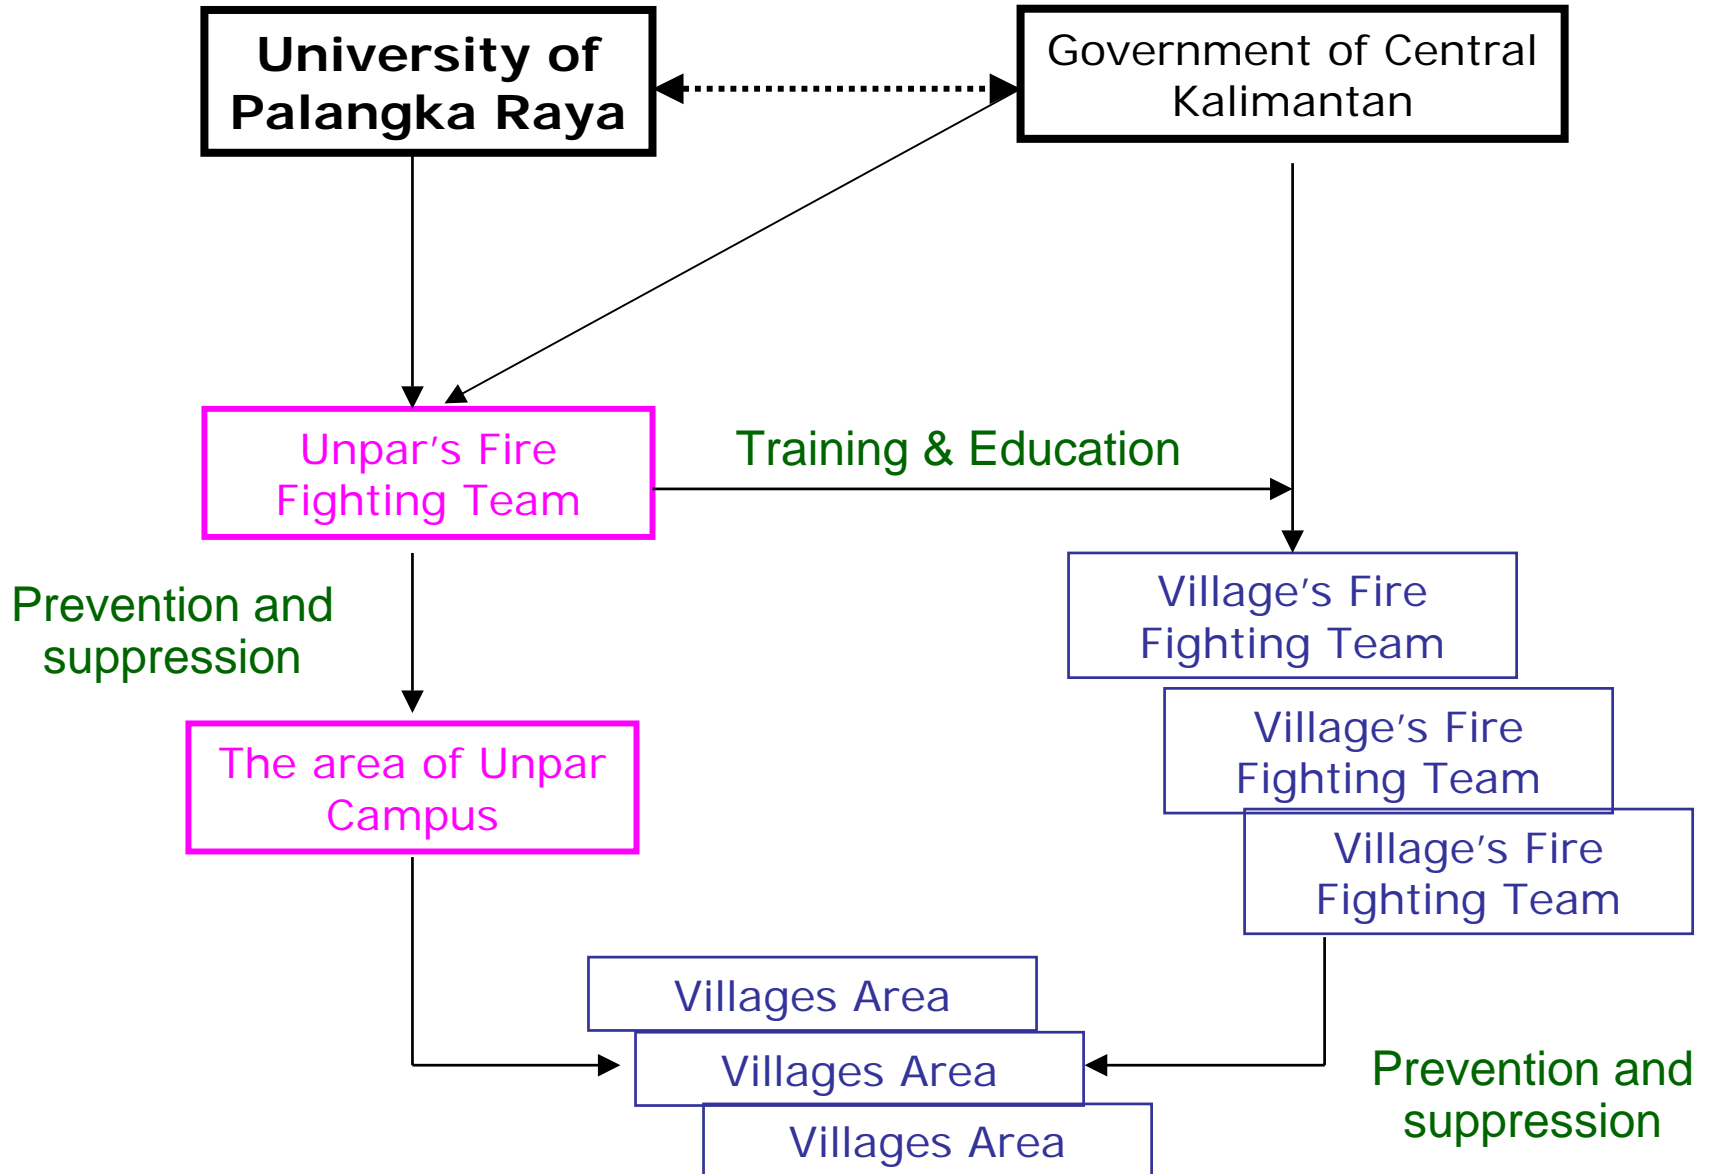 University of
Palangka Raya
Government of Central
Kalimantan
Unpar's Fire
Fighting Team
Training & Education
Prevention and
suppression
Village's Fire
Fighting Team
Village's Fire
Fighting Team
The area of Unpar
Campus
Village's Fire
Fighting Team
Villages Area
Villages Area
Villages Area
Prevention and
suppression